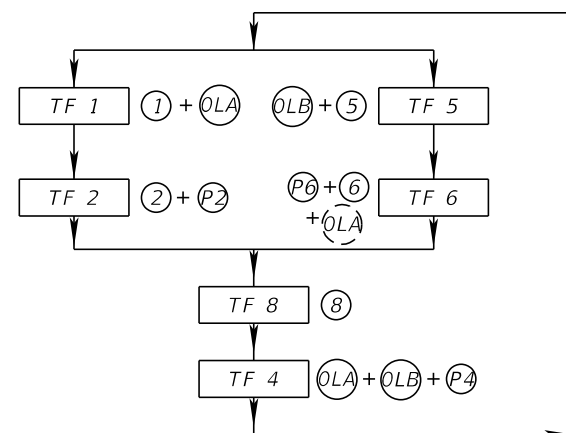 TF 1 1 + OLA OLB + 5 TF 5
TF 2 2 + P2 P6 + 6 TF 6
+ OLA
TF 8 8
TF 4 OLA + OLB + P4